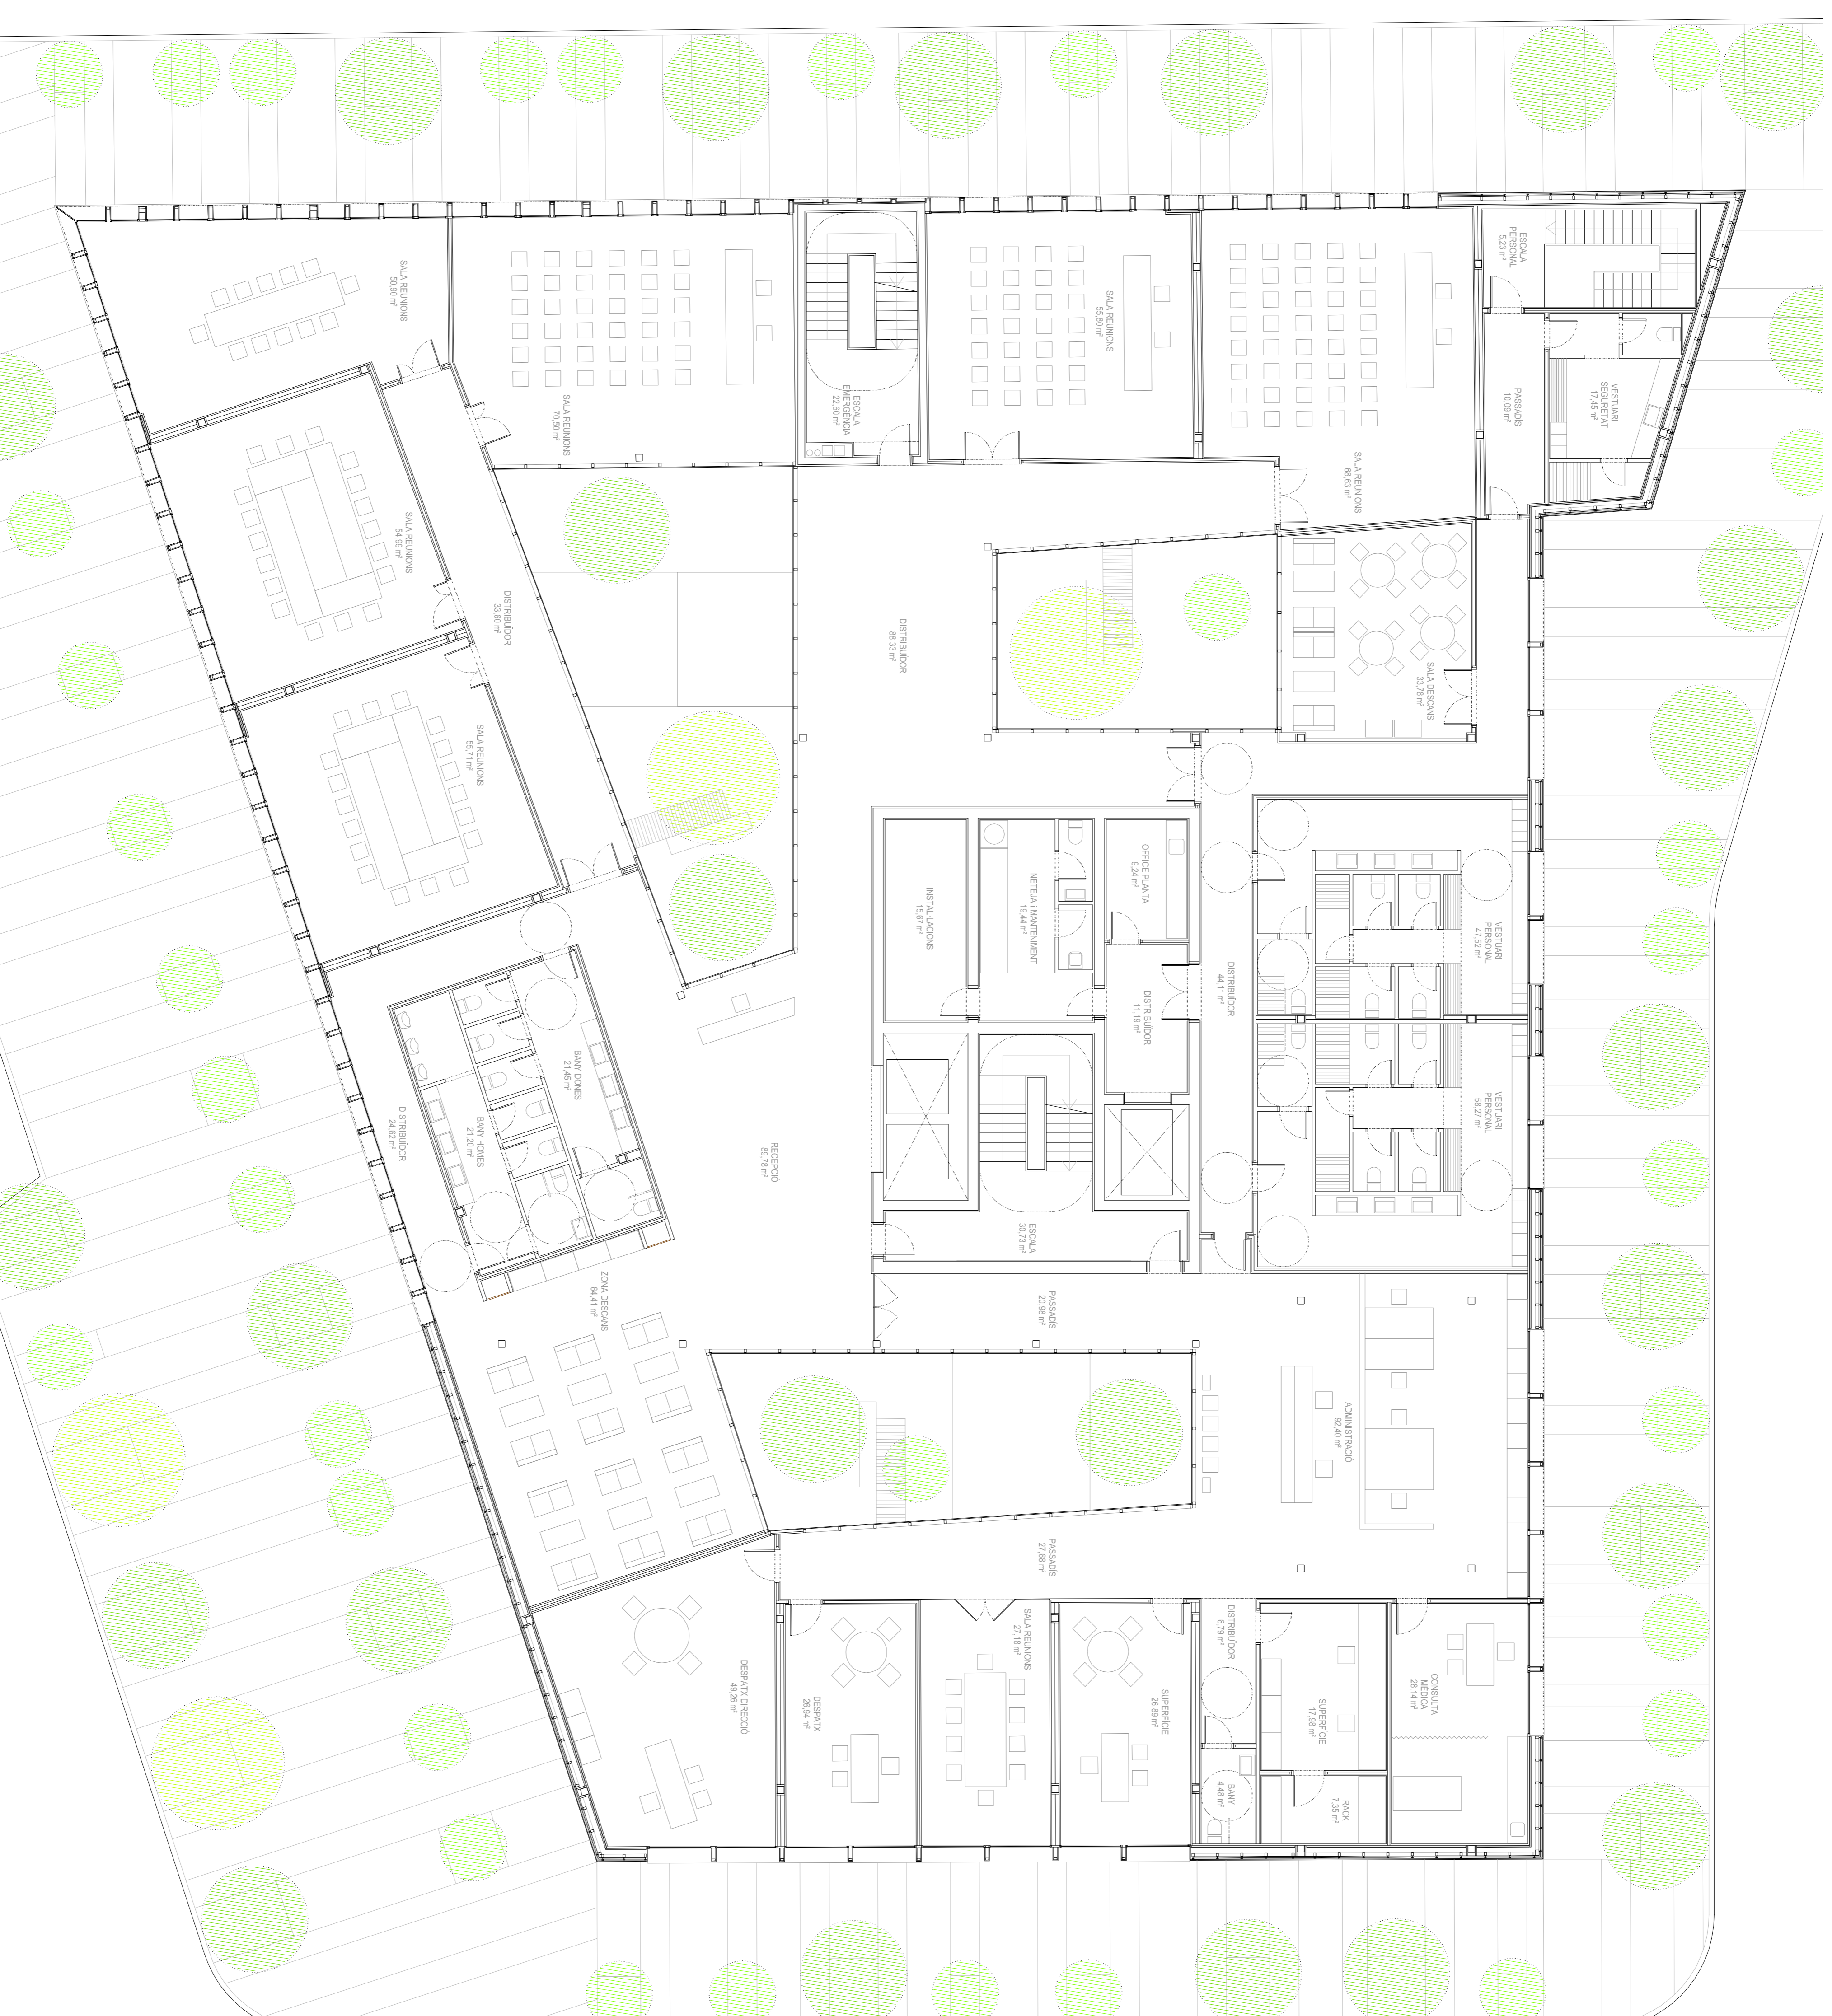 SALA REUNIONS
50,90 m²
SALA REUNIONS
70,50 m²
ESCALA
EMERGÈNCIA
22,60 m²
SALA REUNIONS
55,80 m²
SALA REUNIONS
68,63 m²
ESCALA
PERSONAL
5,23 m²
PASSADÍS
10,09 m²
VESTUARI
SEGURETAT
17,45 m²
SALA REUNIONS
54,99 m²
DISTRIBUÏDOR
33,60 m²
DISTRIBUÏDOR
88,33 m²
SALA DESCANS
33,78 m²
SALA REUNIONS
55,71 m²
INSTAL·LACIONS
15,67 m²
NETEJA i MANTENIMENT
19,44 m²
OFFICE PLANTA
9,24 m²
DISTRIBUÏDOR
11,19 m²
DISTRIBUÏDOR
44,11 m²
VESTUARI
PERSONAL
47,52 m²
VESTUARI
PERSONAL
58,27 m²
BANY DONES
21,45 m²
BANY HOMES
21,20 m²
DISTRIBUÏDOR
24,62 m²
RECEPCIÓ
89,78 m²
ESCALA
30,73 m²
ZONA DESCANS
64,41 m²
PASSADÍS
20,98 m²
ADMINISTRACIÓ
92,40 m²
PASSADÍS
27,68 m²
DESPATX DIRECCIÓ
49,26 m²
DESPATX
26,94 m²
SALA REUNIONS
27,18 m²
SUPERFÍCIE
26,89 m²
DISTRIBUÏDOR
6,79 m²
BANY
4,48 m²
SUPERFÍCIE
17,98 m²
RACK
7,35 m²
CONSULTA
MÈDICA
28,14 m²